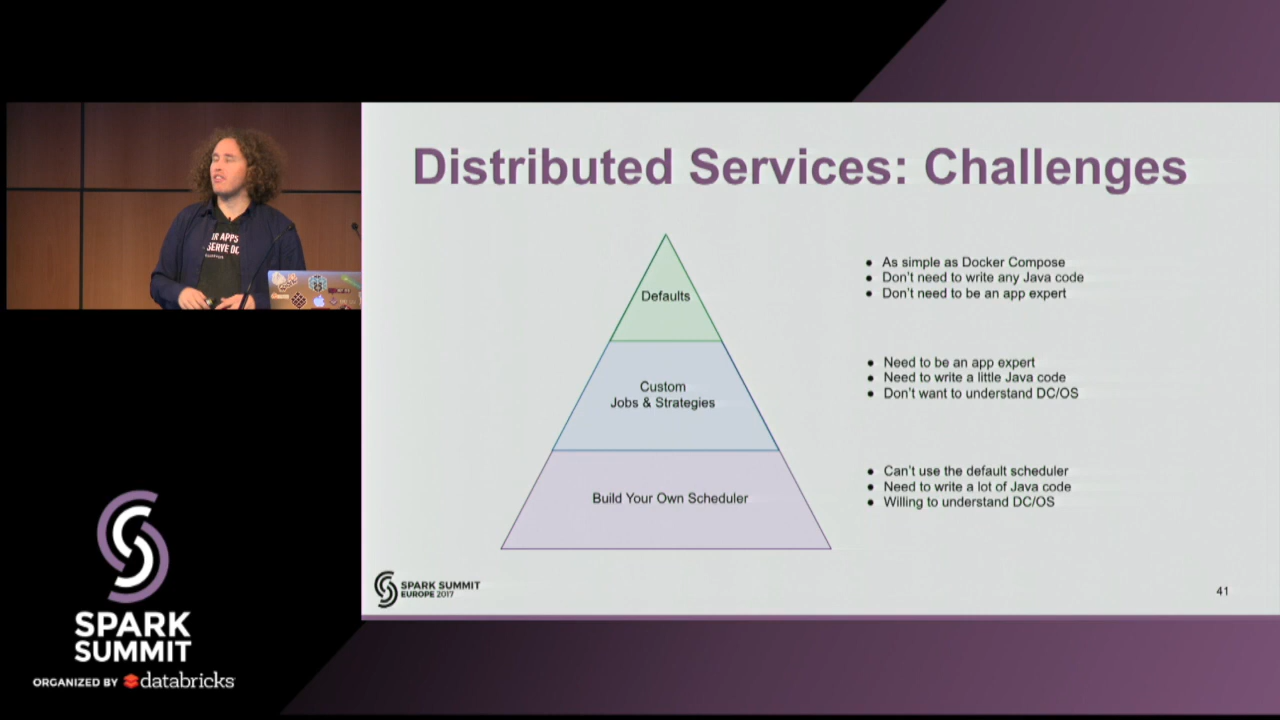 Distributed Services: Challenges
Defaults
• As simple as Docker Compose
• Don't need to write any Java code
• Don't need to be an app expert
Custom
Jobs & Strategies
• Need to be an app expert
• Need to write a little Java code
• Don't want to understand DC/OS
Build Your Own Scheduler
• Can't use the default scheduler
• Need to write a lot of Java code
• Willing to understand DC/OS
SPARK SUMMIT
EUROPE 2017
41
APPS
SERVE DC
SPARK
SUMMIT
ORGANIZED BY databricks